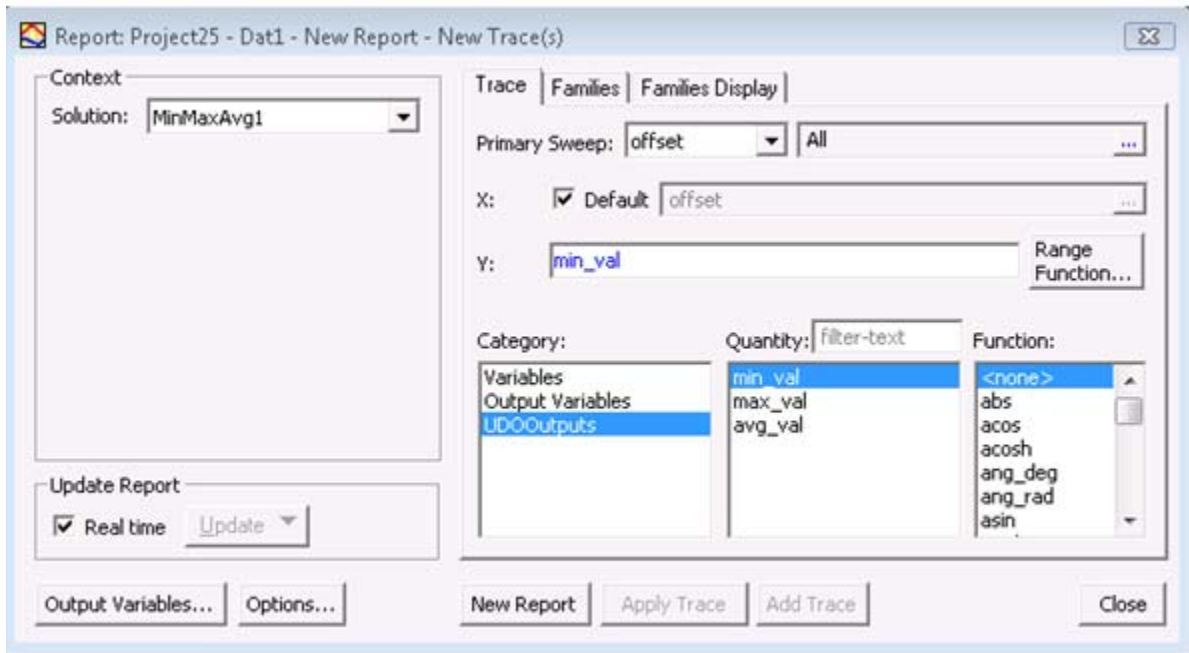 Report: Project25 - Dat1 - New Report - New Trace(s)
Context
Solution: MinMaxAvg1
Trace Families Families Display
Primary Sweep: offset All ...
X: Default offset ...
Y: min_val Range Function...
Category:
Variables
Output Variables
UDOOutputs
Quantity: filter-text
min_val
max_val
avg_val
Function:
<none>
abs
acos
acosh
ang_deg
ang_rad
asin
Update Report
Real time Update
Output Variables... Options... New Report Apply Trace Add Trace Close